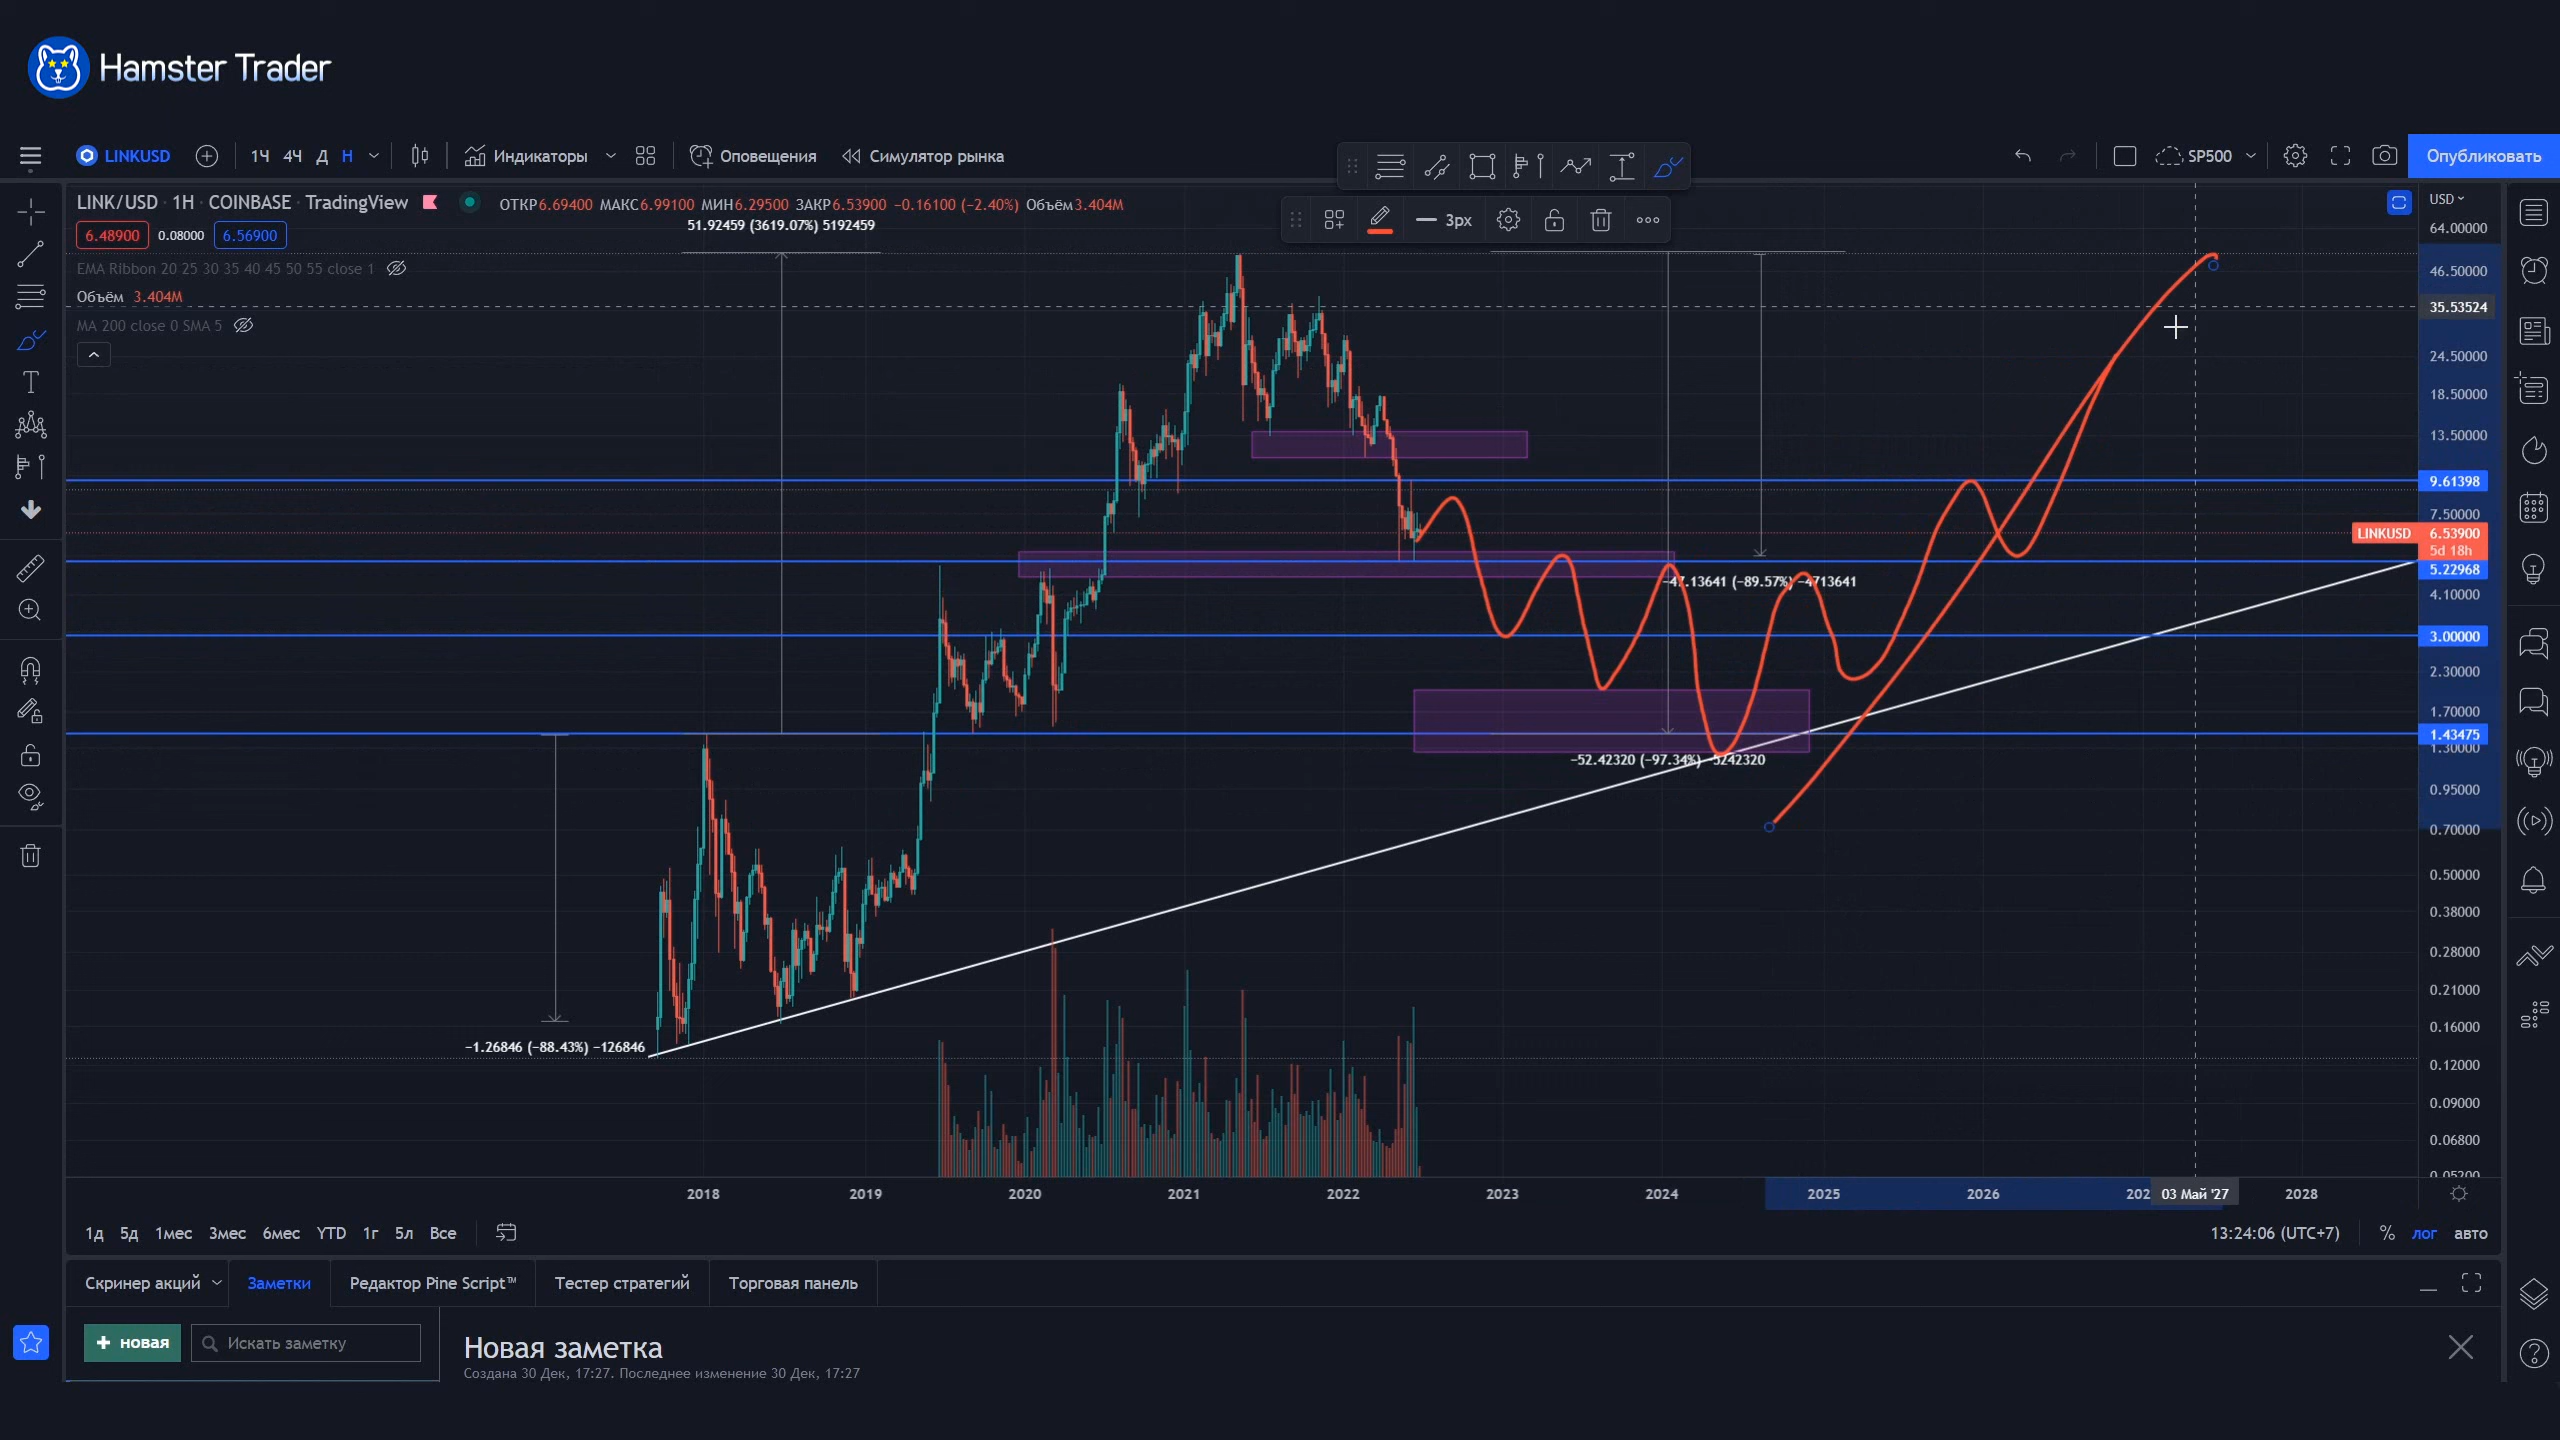 Hamster Trader
LINKUSD 1Ч 4Ч Д Н Индикаторы Оповещения Симулятор рынка SP500 Опубликовать
LINK/USD · 1Н · COINBASE · TradingView ОТКР6.69400 МАКС6.99100 МИН6.29500 ЗАКР6.53900 −0.16100 (−2.40%) Объём3.404M
3px
USD
51.92459 (3619.07%) 5192459
6.48900 0.08000 6.56900
64.00000
EMA Ribbon 20 25 30 35 40 45 50 55 close 1
46.50000
Объём 3.404M
35.53524
MA 200 close 0 SMA 5
24.50000
18.50000
13.50000
9.61398
7.50000
LINKUSD 6.53900
5d 18h
5.22968
−47.13641 (−89.57%) −4713641
4.10000
3.00000
2.30000
1.70000
1.43475
1.30000
−52.42320 (−97.34%) −5242320
0.95000
0.70000
0.50000
0.38000
0.28000
0.21000
0.16000
−1.26846 (−88.43%) −126846
0.12000
0.09000
0.06800
0.05200
2018 2019 2020 2021 2022 2023 2024 2025 2026 202 03 Май '27 2028
1д 5д 1мес 3мес 6мес YTD 1г 5л Все 13:24:06 (UTC+7) % лог авто
Скринер акций Заметки Редактор Pine Script™ Тестер стратегий Торговая панель
+ новая Искать заметку
Новая заметка
Создана 30 Дек, 17:27. Последнее изменение 30 Дек, 17:27